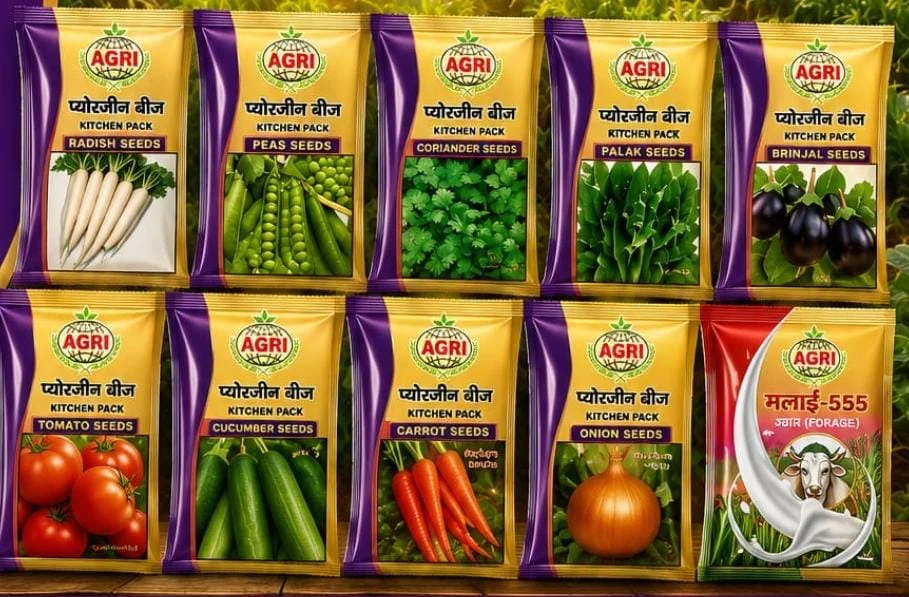 AGRI
प्योरजीन बीज
KITCHEN PACK
RADISH SEEDS
AGRI
प्योरजीन बीज
KITCHEN PACK
PEAS SEEDS
AGRI
प्योरजीन बीज
KITCHEN PACK
CORIANDER SEEDS
AGRI
प्योरजीन बीज
KITCHEN PACK
PALAK SEEDS
AGRI
प्योरजीन बीज
KITCHEN PACK
BRINJAL SEEDS
AGRI
प्योरजीन बीज
KITCHEN PACK
TOMATO SEEDS
AGRI
प्योरजीन बीज
KITCHEN PACK
CUCUMBER SEEDS
AGRI
प्योरजीन बीज
KITCHEN PACK
CARROT SEEDS
AGRI
प्योरजीन बीज
KITCHEN PACK
ONION SEEDS
AGRI
मलाई-555
ज्वार (FORAGE)